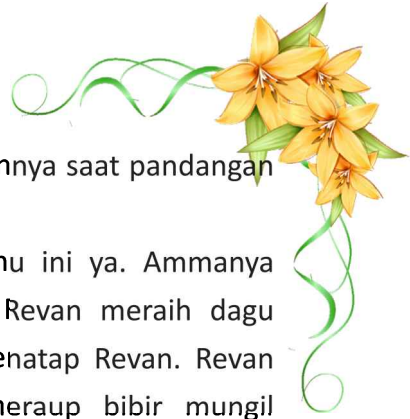 nnya saat pandangan
nu ini ya. Ammanya
Revan meraih dagu
enatap Revan. Revan
neraup bibir mungil